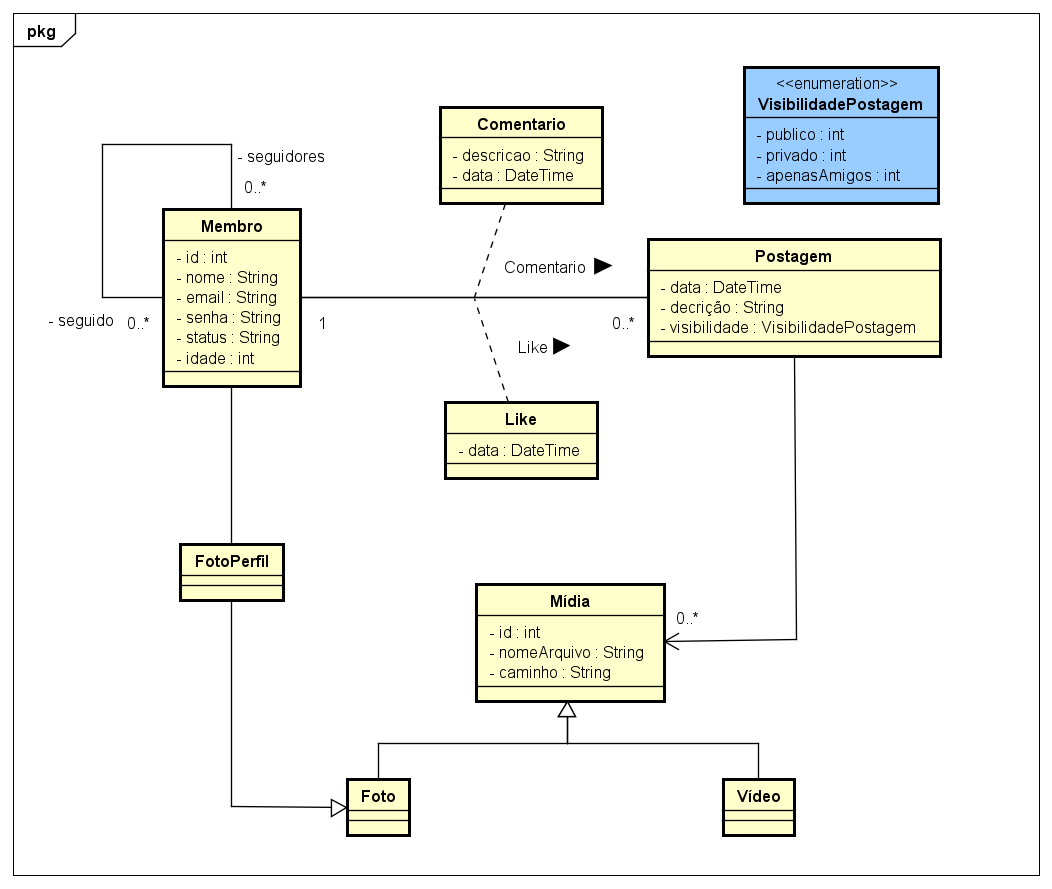 pkg
<<enumeration>>
VisibilidadePostagem
- publico : int
- privado : int
- apenasAmigos : int
Comentario
- descricao : String
- data : DateTime
- seguidores
0..*
Membro
- id : int
- nome : String
- email : String
- senha : String
- status : String
- idade : int
- seguido
0..*
1
Comentario
Like
0..*
Postagem
- data : DateTime
- decrição : String
- visibilidade : VisibilidadePostagem
Like
- data : DateTime
FotoPerfil
Mídia
- id : int
- nomeArquivo : String
- caminho : String
0..*
Foto
Vídeo